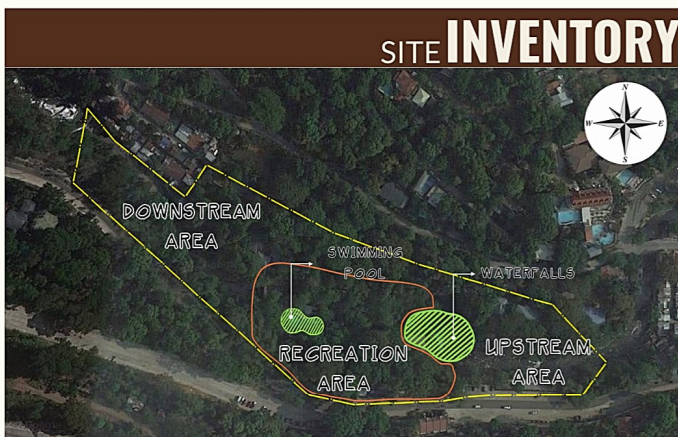 SITE INVENTORY
N
W E
S
DOWNSTREAM
AREA
SWIMMING
POOL
WATERFALLS
RECREATION
AREA
UPSTREAM
AREA